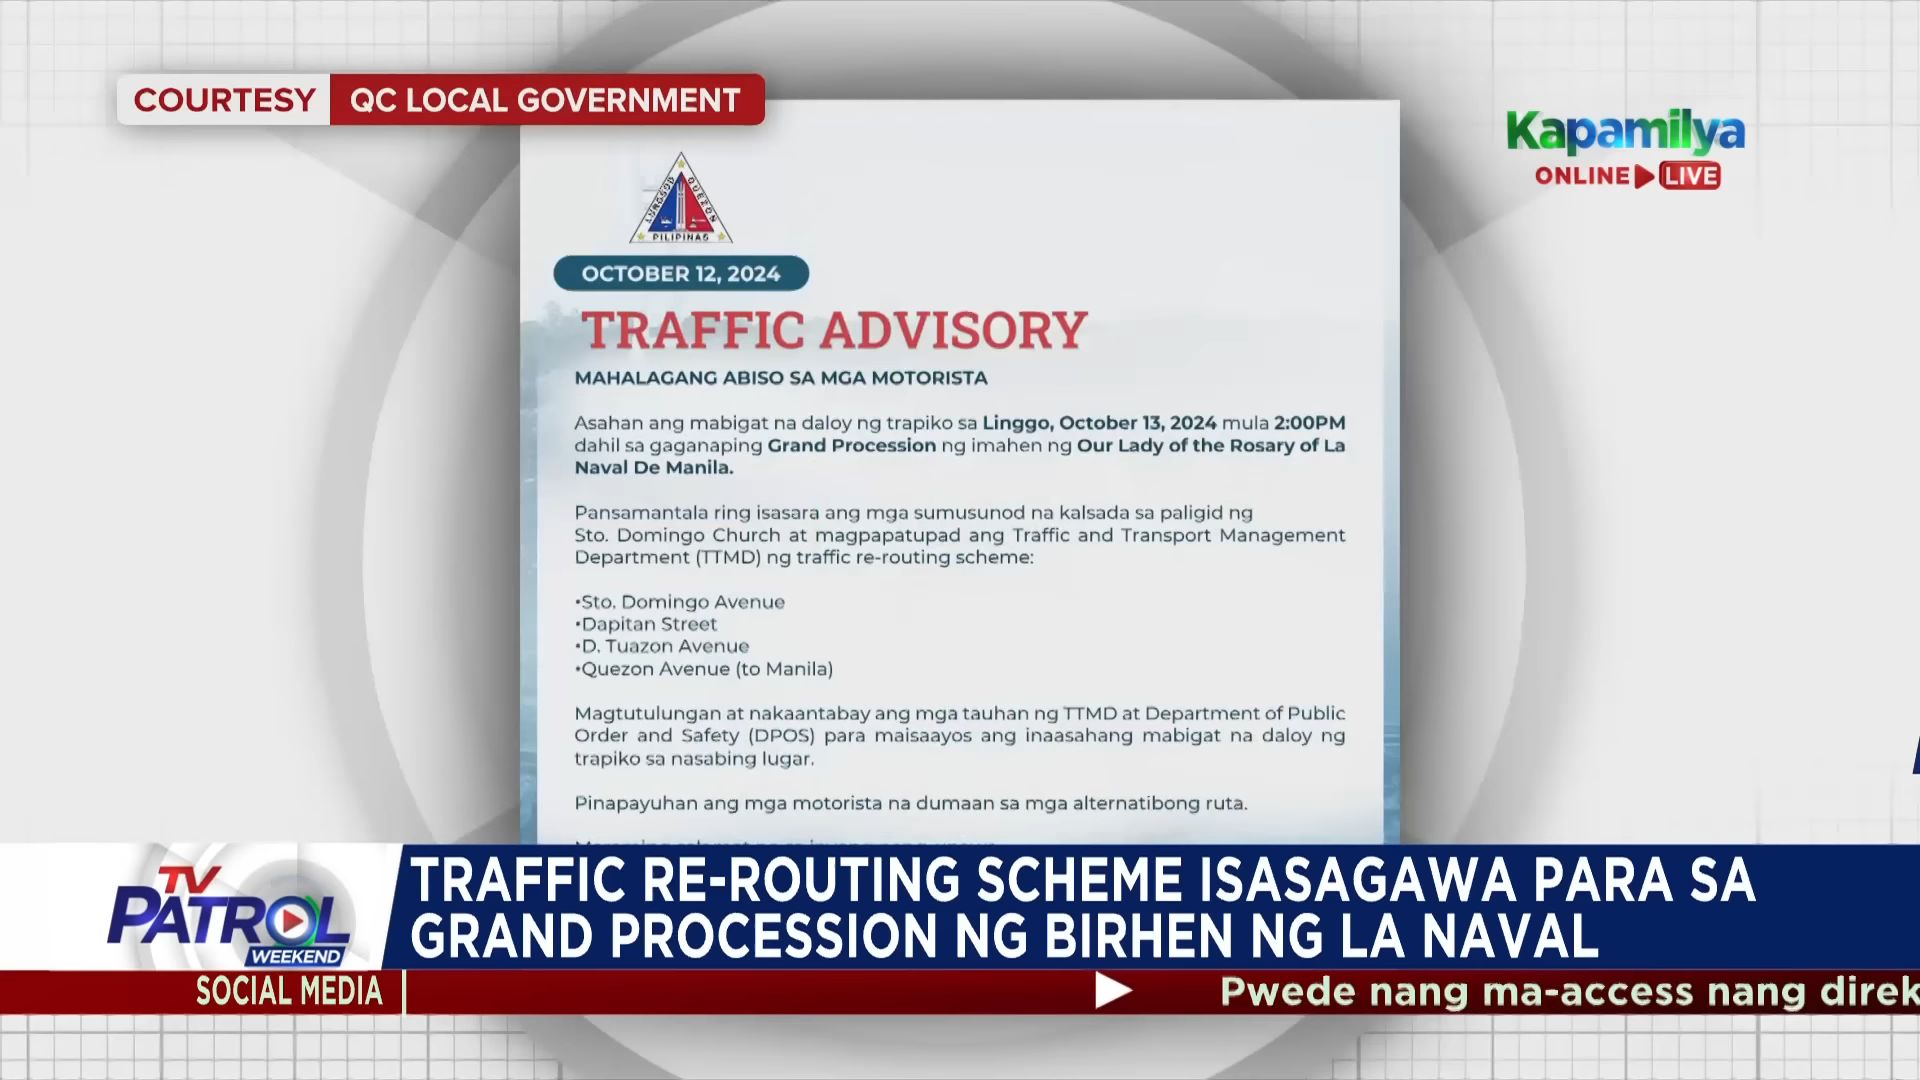 COURTESY QC LOCAL GOVERNMENT
Kapamilya
ONLINE LIVE
LUNGSOD QUEZON
PILIPINAS
OCTOBER 12, 2024
TRAFFIC ADVISORY
MAHALAGANG ABISO SA MGA MOTORISTA
Asahan ang mabigat na daloy ng trapiko sa Linggo, October 13, 2024 mula 2:00PM
dahil sa gaganaping Grand Procession ng imahen ng Our Lady of the Rosary of La
Naval De Manila.
Pansamantala ring isasara ang mga sumusunod na kalsada sa paligid ng
Sto. Domingo Church at magpapatupad ang Traffic and Transport Management
Department (TTMD) ng traffic re-routing scheme:
•Sto. Domingo Avenue
•Dapitan Street
•D. Tuazon Avenue
•Quezon Avenue (to Manila)
Magtutulungan at nakaantabay ang mga tauhan ng TTMD at Department of Public
Order and Safety (DPOS) para maisaayos ang inaasahang mabigat na daloy ng
trapiko sa nasabing lugar.
Pinapayuhan ang mga motorista na dumaan sa mga alternatibong ruta.
TV PATROL WEEKEND
TRAFFIC RE-ROUTING SCHEME ISASAGAWA PARA SA
GRAND PROCESSION NG BIRHEN NG LA NAVAL
SOCIAL MEDIA
Pwede nang ma-access nang direk